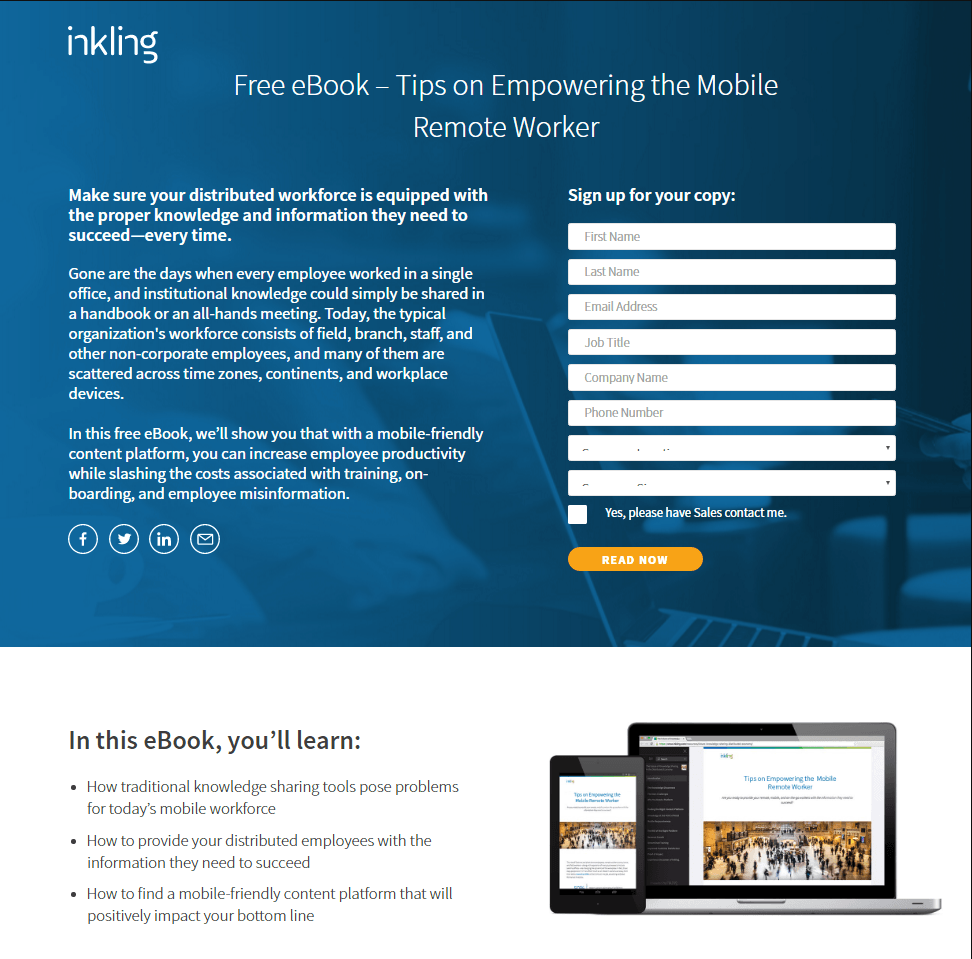 inkling
Free eBook – Tips on Empowering the Mobile
Remote Worker
Make sure your distributed workforce is equipped with
the proper knowledge and information they need to
succeed—every time.
Gone are the days when every employee worked in a single
office, and institutional knowledge could simply be shared in
a handbook or an all-hands meeting. Today, the typical
organization's workforce consists of field, branch, staff, and
other non-corporate employees, and many of them are
scattered across time zones, continents, and workplace
devices.
In this free eBook, we’ll show you that with a mobile-friendly
content platform, you can increase employee productivity
while slashing the costs associated with training, on-
boarding, and employee misinformation.
Sign up for your copy:
First Name
Last Name
Email Address
Job Title
Company Name
Phone Number
Yes, please have Sales contact me.
READ NOW
In this eBook, you’ll learn:
• How traditional knowledge sharing tools pose problems
for today’s mobile workforce
• How to provide your distributed employees with the
information they need to succeed
• How to find a mobile-friendly content platform that will
positively impact your bottom line
inkling
Tips on Empowering the Mobile
Remote Worker
Tips on Empowering the
Mobile Remote Worker